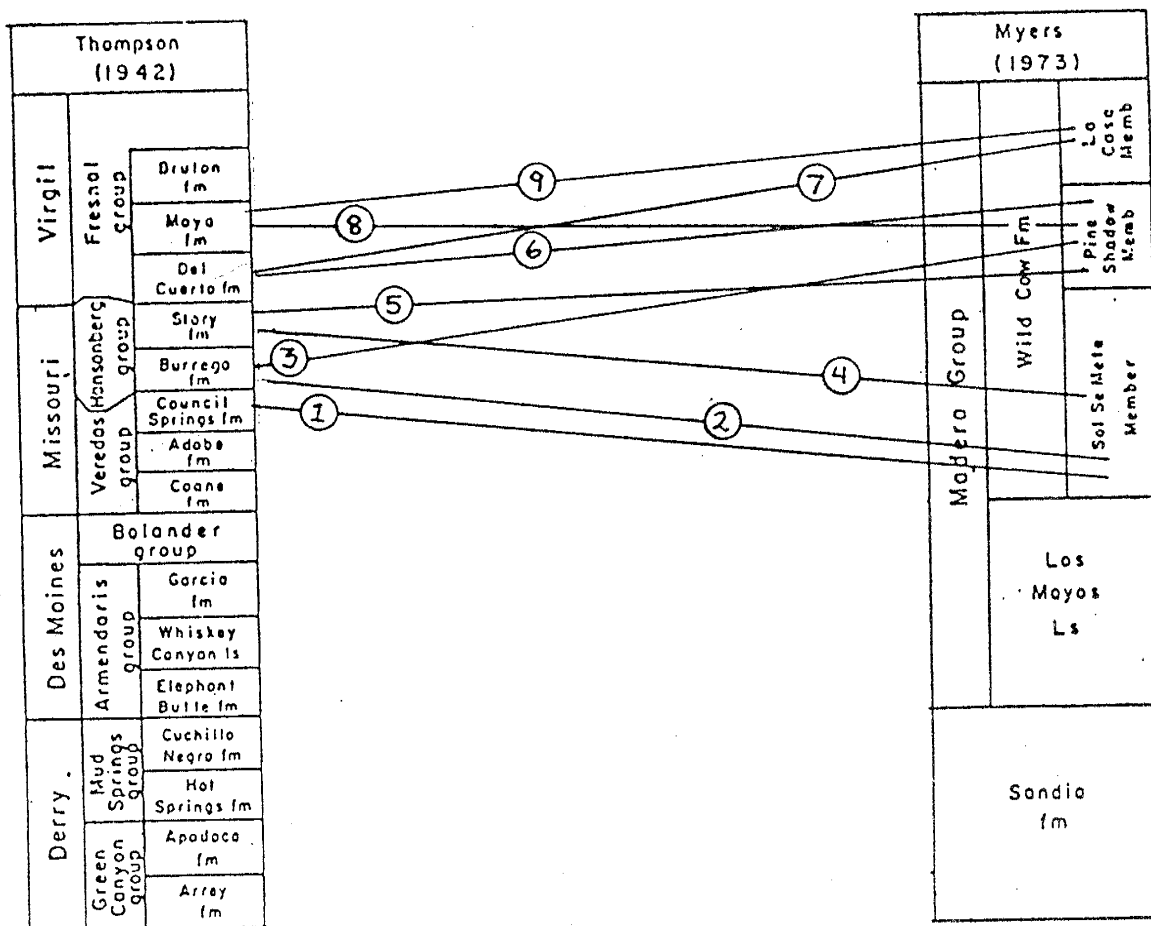 Thompson
(1942)
Virgil
Fresnal
group
Bruton
fm
Moya
fm
Del
Cuerto fm
Missouri
Hansonberg
group
Story
fm
Burrego
fm
Veredas
group
Council
Springs fm
Adobe
fm
Coane
fm
Des Moines
Bolander
group
Armendaris
group
Garcia
fm
Whiskey
Canyon ls
Elephant
Butte fm
Derry
Mud
Springs
group
Cuchillo
Negro fm
Hot
Springs fm
Green
Canyon
group
Apodaca
fm
Arrey
fm
9
7
8
6
5
3
4
1
2
Myers
(1973)
Madera Group
Wild Cow Fm
La
Casa
Memb
Pine
Shadow
Memb
Sol Se Mete
Member
Los
Moyos
Ls
Sandia
fm